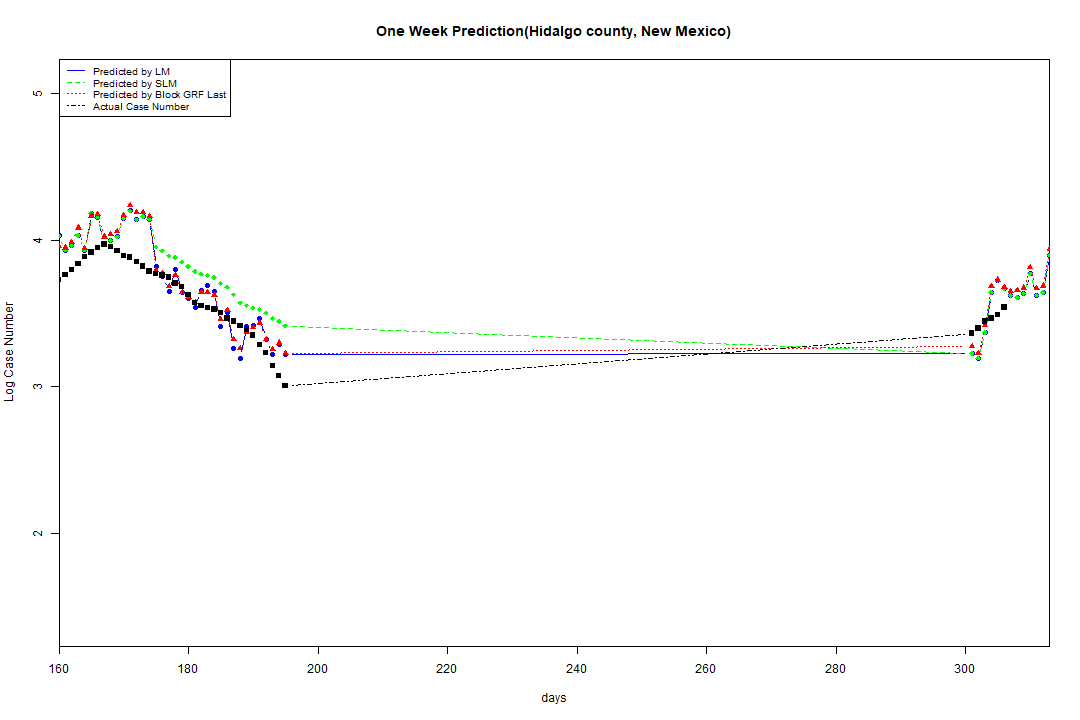 One Week Prediction(Hidalgo county, New Mexico)
Predicted by LM
Predicted by SLM
Predicted by Block GRF Last
Actual Case Number
5
4
3
2
Log Case Number
160
180
200
220
240
260
280
300
days